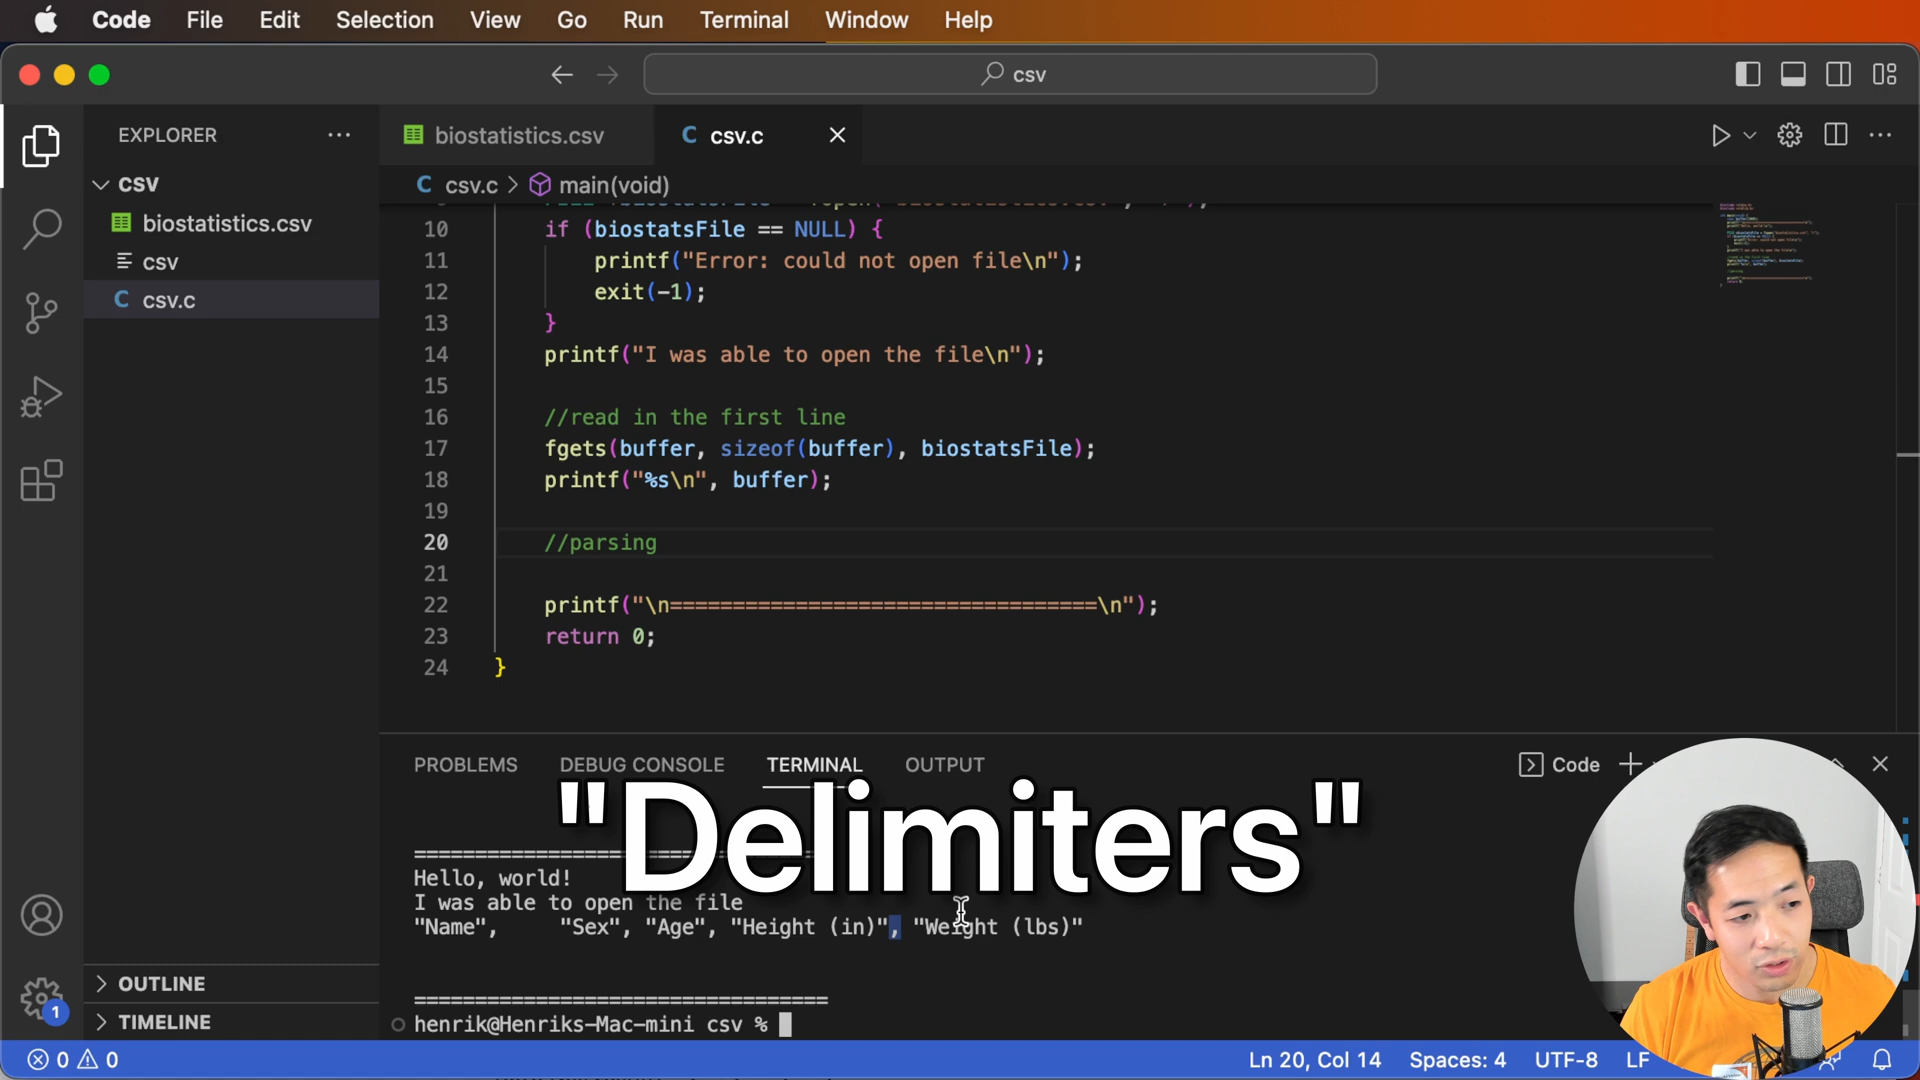 Code File Edit Selection View Go Run Terminal Window Help
csv
EXPLORER
CSV
biostatistics.csv
csv
csv.c
OUTLINE
TIMELINE
biostatistics.csv
csv.c
csv.c > main(void)
10 if (biostatsFile == NULL) {
11 printf("Error: could not open file\n");
12 exit(-1);
13 }
14 printf("I was able to open the file\n");
15
16 //read in the first line
17 fgets(buffer, sizeof(buffer), biostatsFile);
18 printf("%s\n", buffer);
19
20 //parsing
21
22 printf("\n==================================\n");
23 return 0;
24 }
PROBLEMS DEBUG CONSOLE TERMINAL OUTPUT
Code
"Delimiters"
Hello, world!
I was able to open the file
"Name", "Sex", "Age", "Height (in)", "Weight (lbs)"
==================================
henrik@Henriks-Mac-mini csv %
1
0 0
Ln 20, Col 14 Spaces: 4 UTF-8 LF